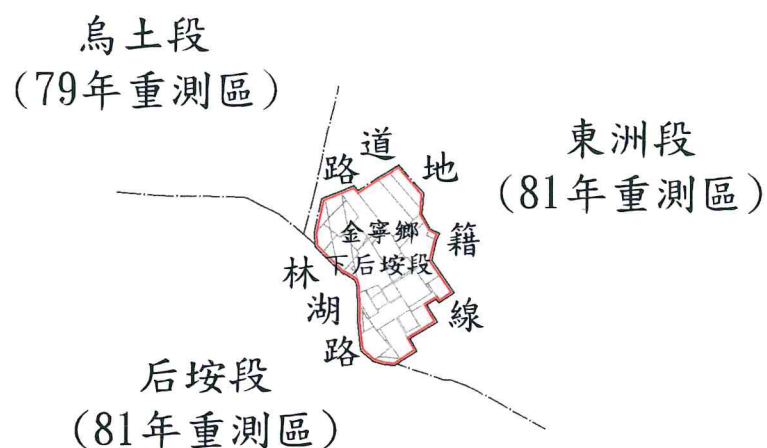 烏土段
(79年重測區)
東洲段
(81年重測區)
道路
地籍線
金寧鄉
下后垵段
林湖路
后垵段
(81年重測區)